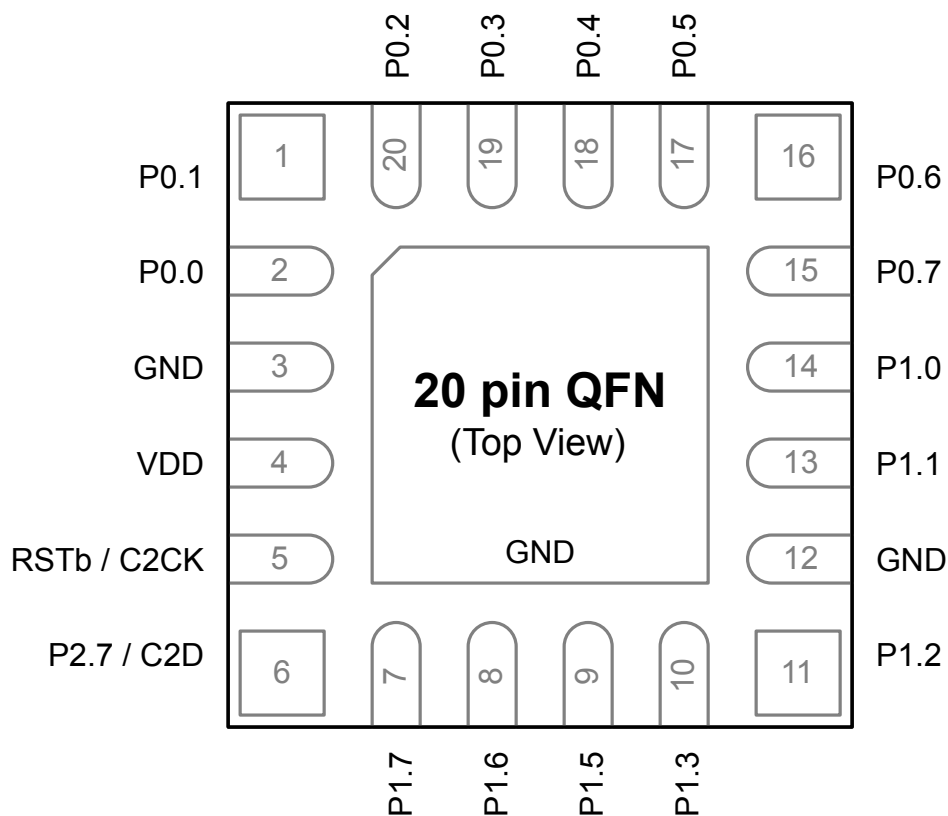 P0.2
P0.3
P0.4
P0.5
1
20
19
18
17
16
P0.1
P0.6
P0.0
2
15
P0.7
GND
3
14
P1.0
20 pin QFN
(Top View)
VDD
4
13
P1.1
RSTb / C2CK
5
GND
12
GND
P2.7 / C2D
6
7
8
9
10
11
P1.2
P1.7
P1.6
P1.5
P1.3